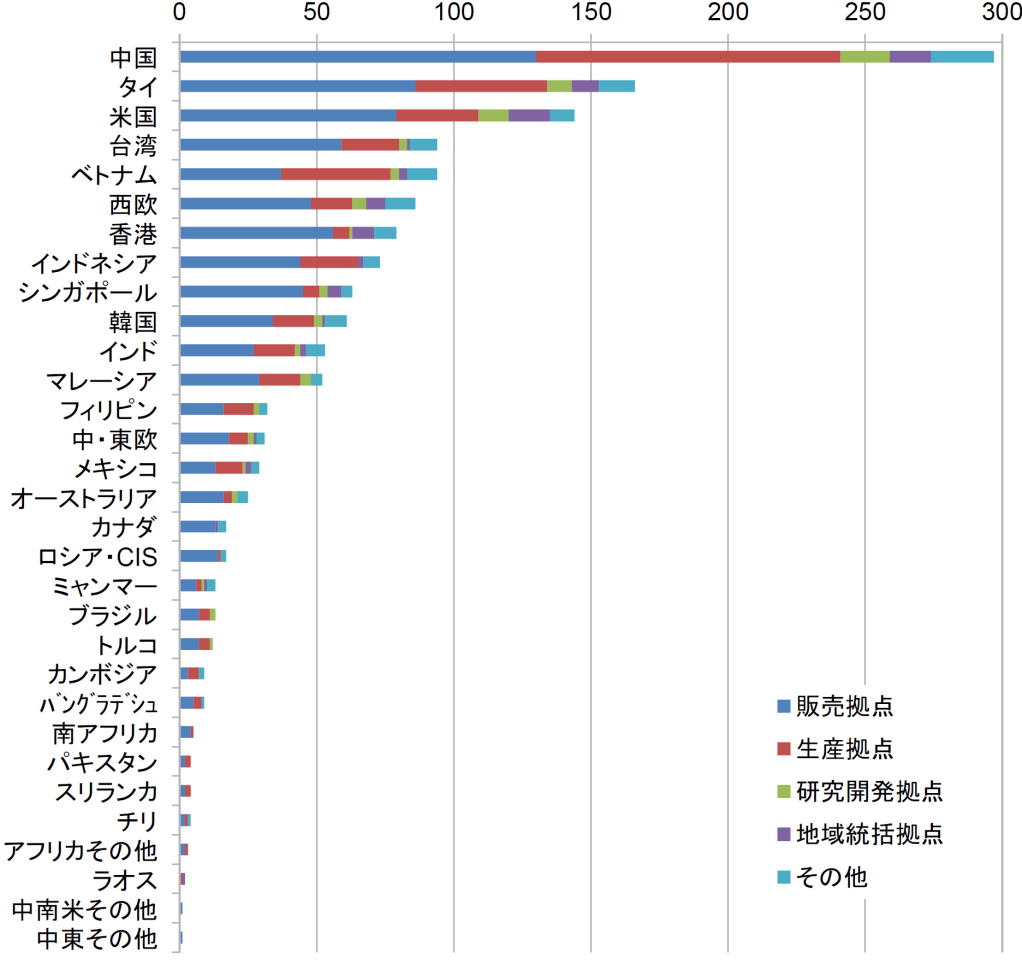 0 50 100 150 200 250 300
中国
タイ
米国
台湾
ベトナム
西欧
香港
インドネシア
シンガポール
韓国
インド
マレーシア
フィリピン
中・東欧
メキシコ
オーストラリア
カナダ
ロシア・CIS
ミャンマー
ブラジル
トルコ
カンボジア
ﾊﾞﾝｸﾞﾗﾃﾞｼｭ
南アフリカ
パキスタン
スリランカ
チリ
アフリカその他
ラオス
中南米その他
中東その他
販売拠点
生産拠点
研究開発拠点
地域統括拠点
その他